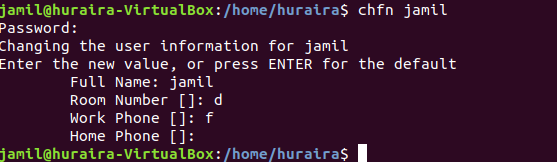 jamil@huraira-VirtualBox:/home/huraira$ chfn jamil
Password:
Changing the user information for jamil
Enter the new value, or press ENTER for the default
Full Name: jamil
Room Number []: d
Work Phone []: f
Home Phone []:
jamil@huraira-VirtualBox:/home/huraira$